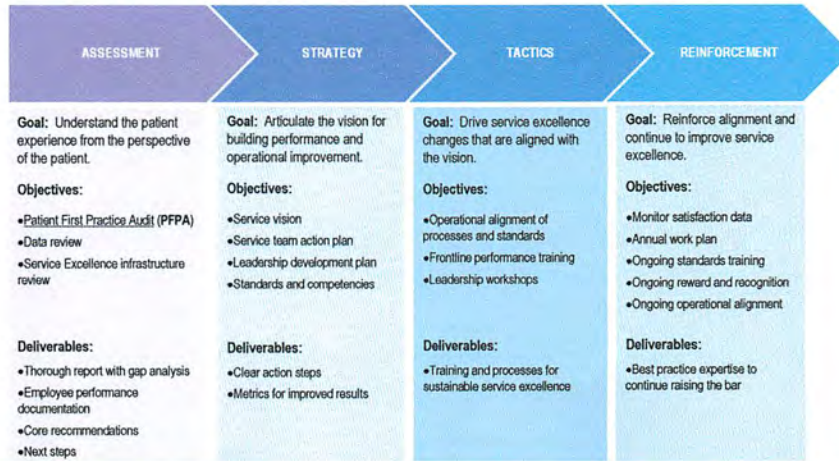 ASSESSMENT
STRATEGY
TACTICS
REINFORCEMENT
Goal: Understand the patient
experience from the perspective
of the patient.
Objectives:
•Patient First Practice Audit (PFPA)
•Data review
•Service Excellence infrastructure
review
Deliverables:
•Thorough report with gap analysis
•Employee performance
documentation
•Core recommendations
•Next steps
Goal: Articulate the vision for
building performance and
operational improvement.
Objectives:
•Service vision
•Service team action plan
•Leadership development plan
•Standards and competencies
Deliverables:
•Clear action steps
•Metrics for improved results
Goal: Drive service excellence
changes that are aligned with
the vision.
Objectives:
•Operational alignment of
processes and standards
•Frontline performance training
•Leadership workshops
Deliverables:
•Training and processes for
sustainable service excellence
Goal: Reinforce alignment and
continue to improve service
excellence.
Objectives:
•Monitor satisfaction data
•Annual work plan
•Ongoing standards training
•Ongoing reward and recognition
•Ongoing operational alignment
Deliverables:
•Best practice expertise to
continue raising the bar